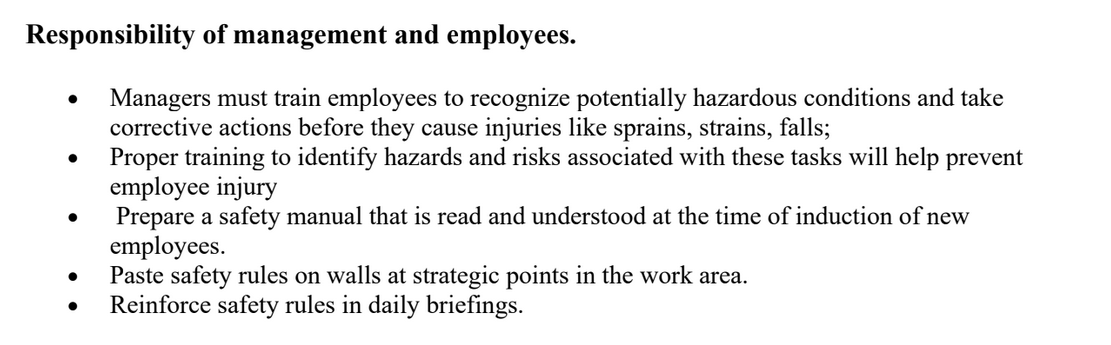 Responsibility of management and employees.
• Managers must train employees to recognize potentially hazardous conditions and take
corrective actions before they cause injuries like sprains, strains, falls;
• Proper training to identify hazards and risks associated with these tasks will help prevent
employee injury
• Prepare a safety manual that is read and understood at the time of induction of new
employees.
• Paste safety rules on walls at strategic points in the work area.
• Reinforce safety rules in daily briefings.